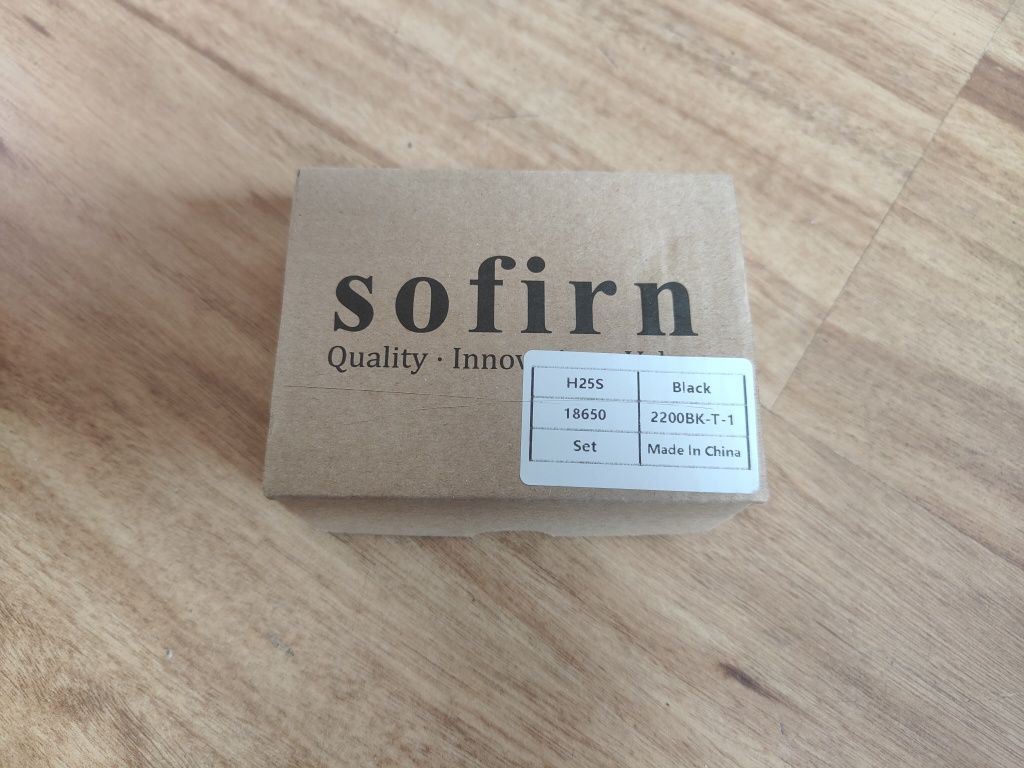 sofirn
Quality · Innov
H25S Black
18650 2200BK-T-1
Set Made In China